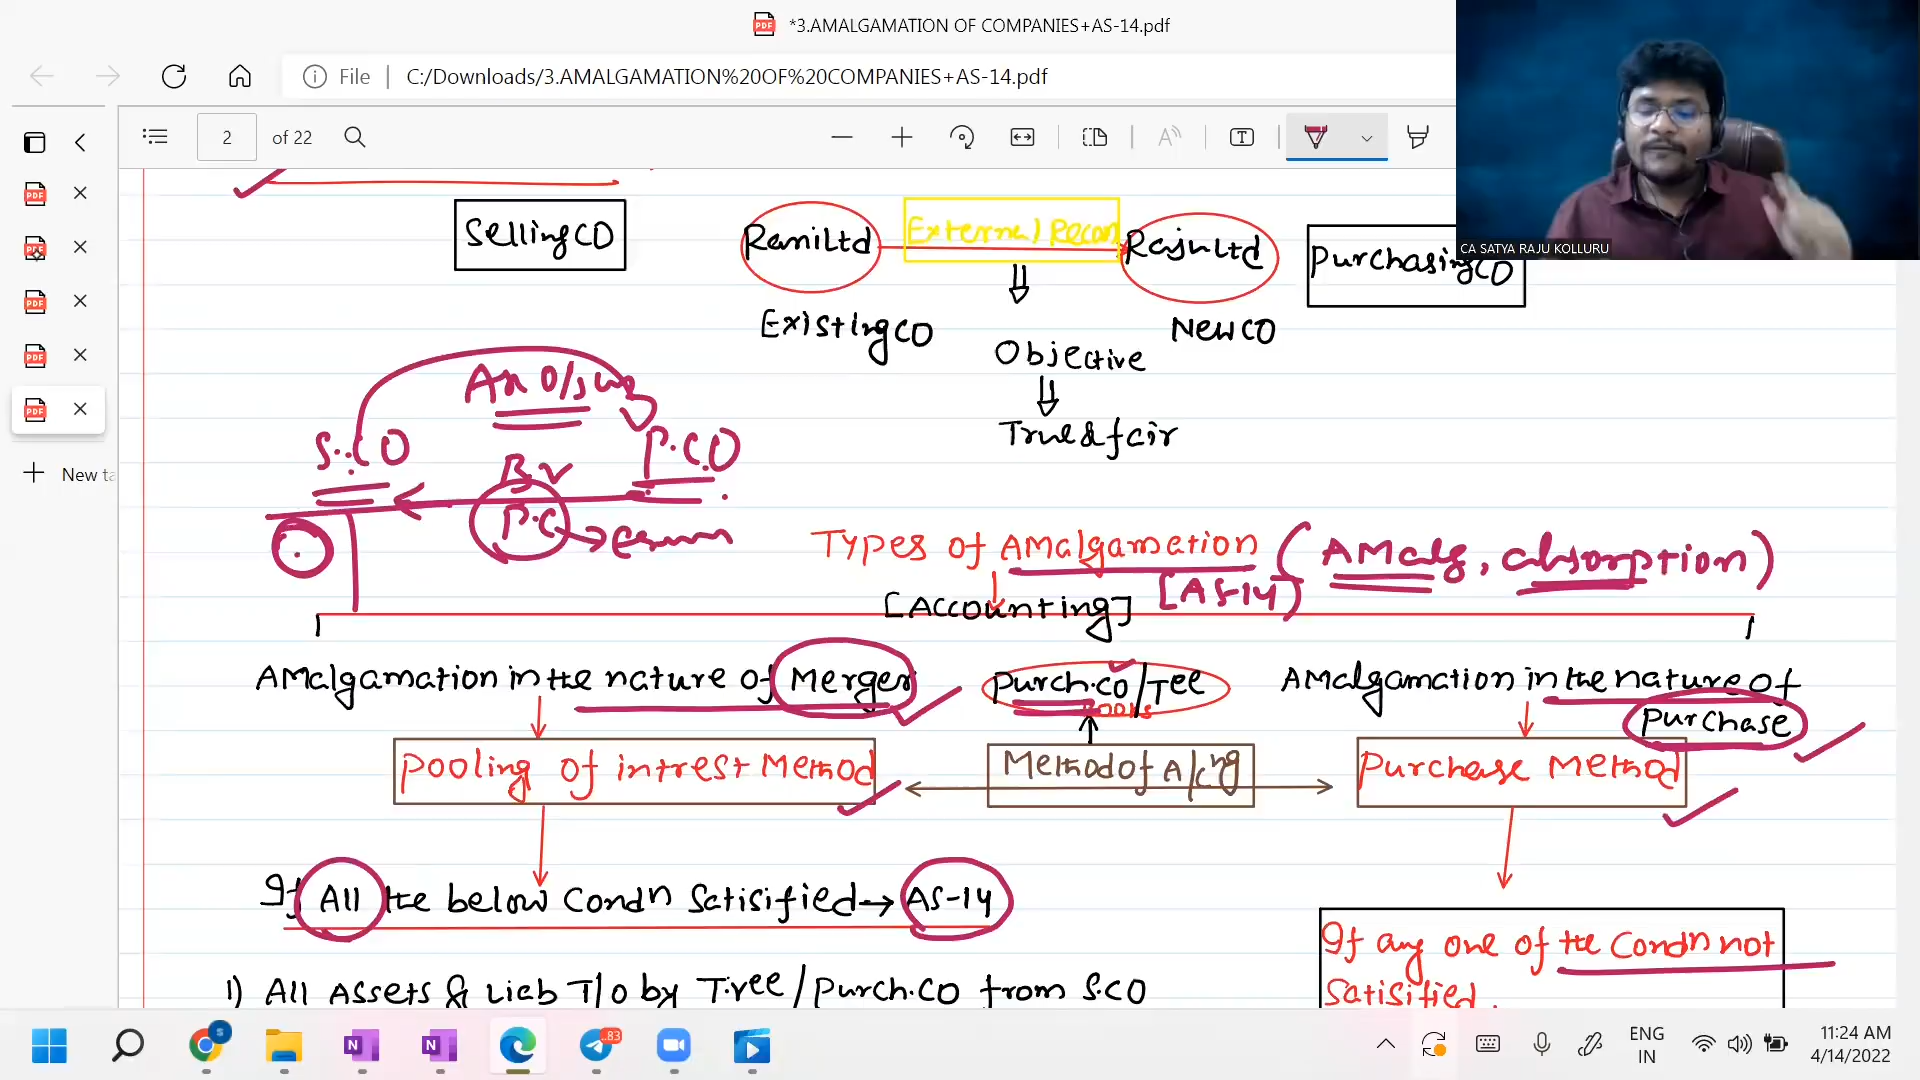 *3.AMALGAMATION OF COMPANIES+AS-14.pdf
File | C:/Downloads/3.AMALGAMATION%20OF%20COMPANIES+AS-14.pdf
2 of 22
CA SATYA RAJU KOLLURU
Selling CO
Rami Ltd
External Recon
Raju Ltd
Purchasing CO
Existing CO
New CO
Objective
True & fair
S.CO
P.CO
B.V
P.C
Types of Amalgamation (Amalg, absorption)
[Accounting] [AS-14]
Amalgamation in the nature of Merger
Purch.co/Tee
Books
Amalgamation in the nature of
Purchase
Pooling of intrest Method
Method of A/cng
Purchase Method
If All the below Condn Satisified → AS-14
If any one of the Condn not
Satisified.
1) All Assets & Liab T/o by T.ree/Purch.CO from S.CO
New ta
83
ENG
IN
11:24 AM
4/14/2022